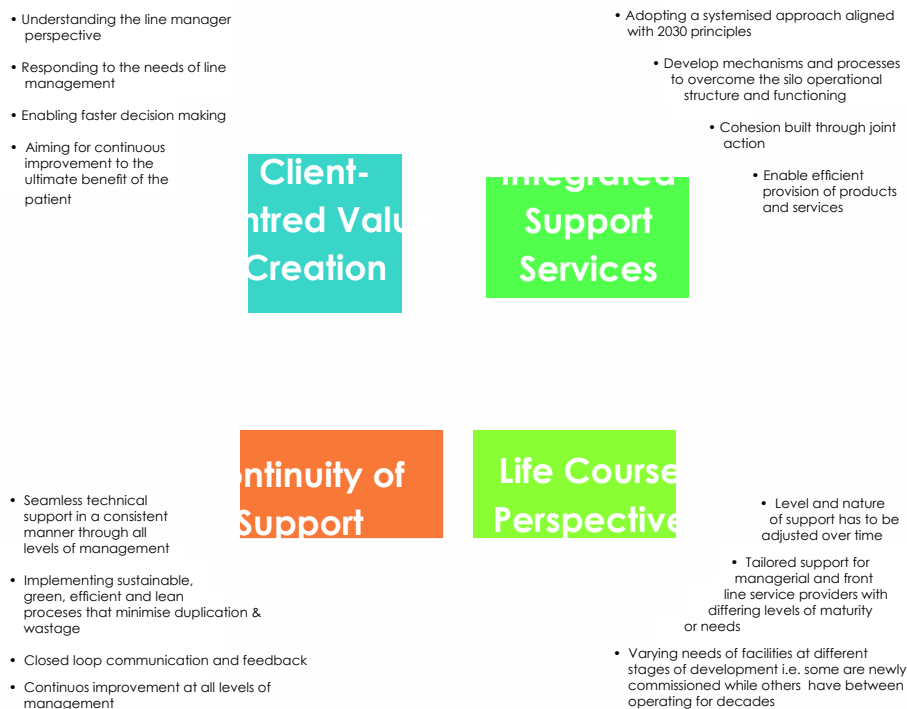 • Understanding the line manager
perspective
• Responding to the needs of line
management
• Enabling faster decision making
• Aiming for continuous
improvement to the
ultimate benefit of the
patient
• Adopting a systemised approach aligned
with 2030 principles
• Develop mechanisms and processes
to overcome the silo operational
structure and functioning
• Cohesion built through joint
action
• Enable efficient
provision of products
and services
Client-
ntred Valu
Creation
Integrated
Support
Services
ntinuity of
Support
Life Course
Perspective
• Seamless technical
support in a consistent
manner through all
levels of management
• Implementing sustainable,
green, efficient and lean
proceses that minimise duplication &
wastage
• Closed loop communication and feedback
• Continuos improvement at all levels of
management
• Level and nature
of support has to be
adjusted over time
• Tailored support for
managerial and front
line service providers with
differing levels of maturity
or needs
• Varying needs of facilities at different
stages of development i.e. some are newly
commissioned while others have between
operating for decades